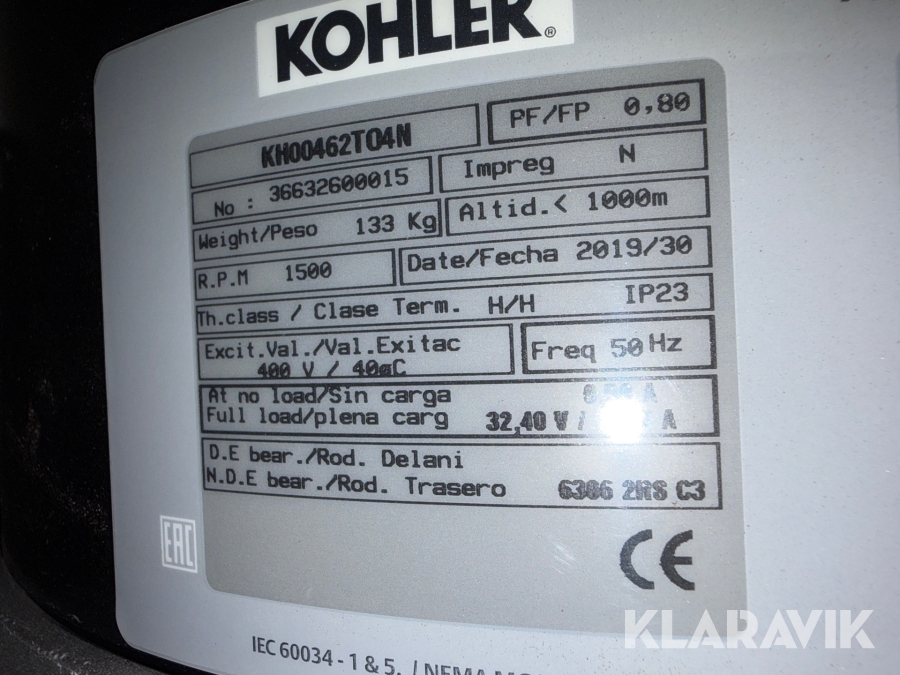 KOHLER®
KH00462TO4N
PF/FP 0,80
No : 36632600015
Impreg N
Weight/Peso 133 Kg
Altid.< 1000m
R.P.M 1500
Date/Fecha 2019/30
Th.class / Clase Term. H/H IP23
Excit.Val./Val.Exitac
400 V / 40øC
Freq 50 Hz
At no load/Sin carga A
Full load/plena carg 32,40 V / A
D.E bear./Rod. Delani
N.D.E bear./Rod. Trasero 6306 2RS C3
EAC
CE
KLARAVIK
IEC 60034 - 1 & 5. / NEMA